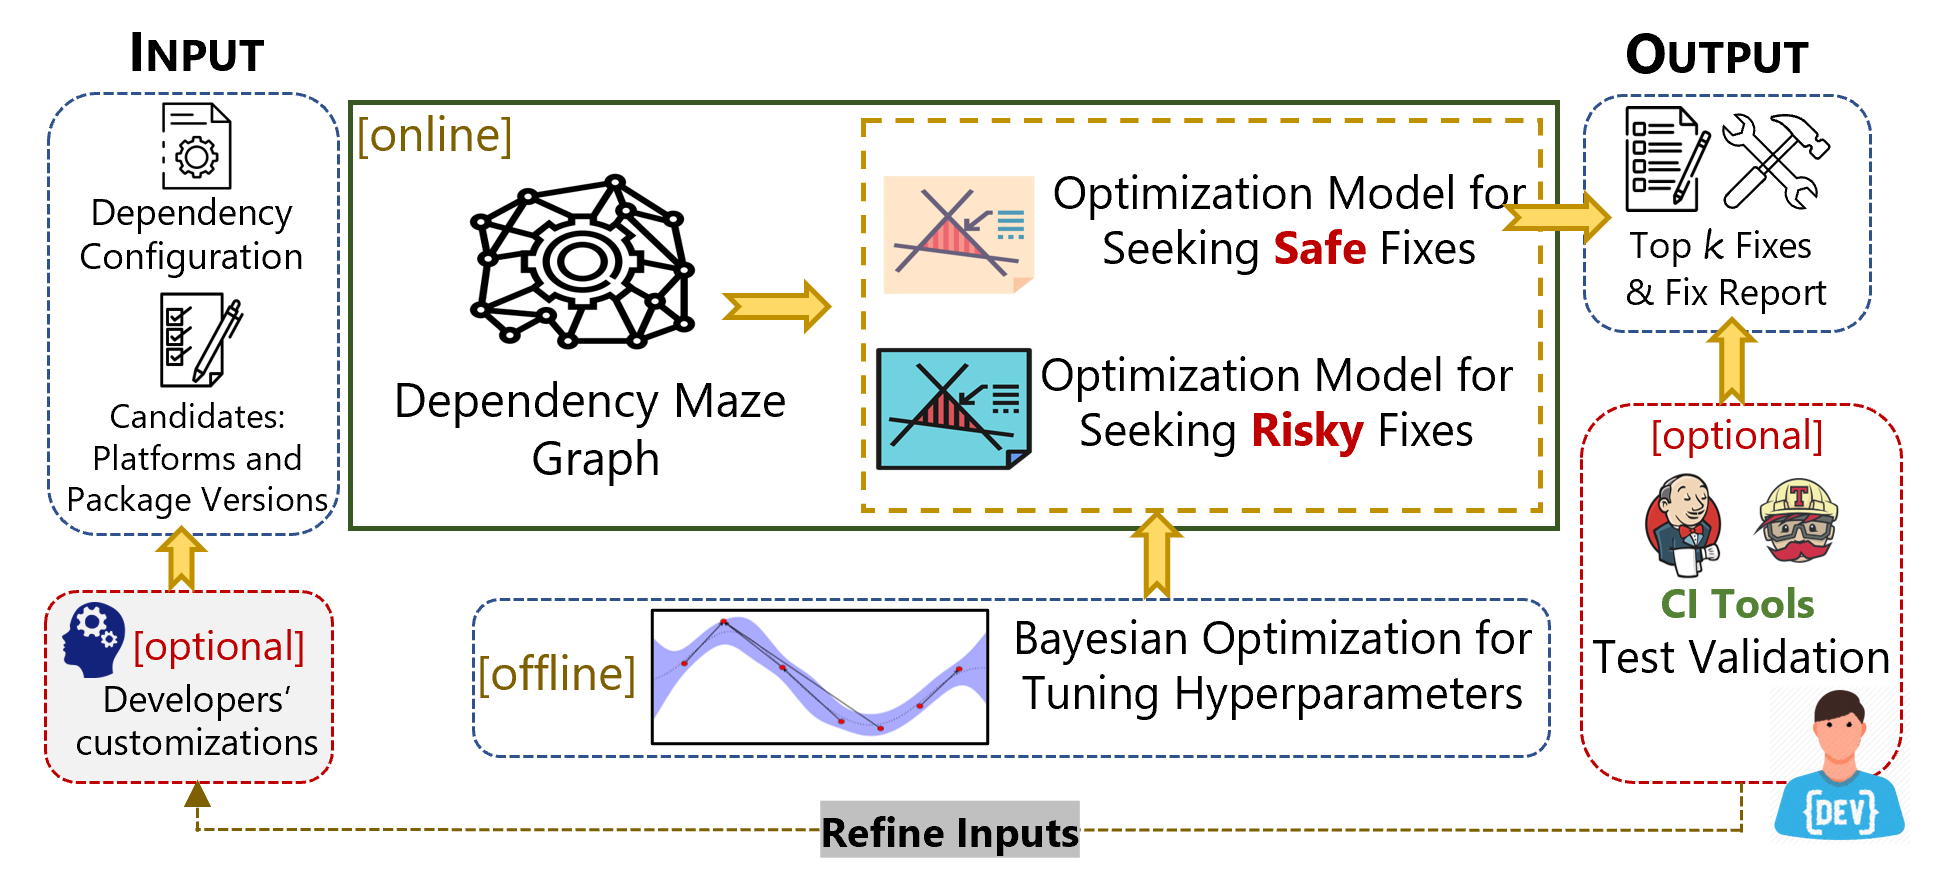 INPUT
Dependency
Configuration
Candidates:
Platforms and
Package Versions
[optional]
Developers‘
customizations
[online]
Dependency Maze
Graph
Optimization Model for
Seeking Safe Fixes
Optimization Model for
Seeking Risky Fixes
[offline]
Bayesian Optimization for
Tuning Hyperparameters
OUTPUT
Top k Fixes
& Fix Report
[optional]
T
CI Tools
Test Validation
{DEV}
Refine Inputs